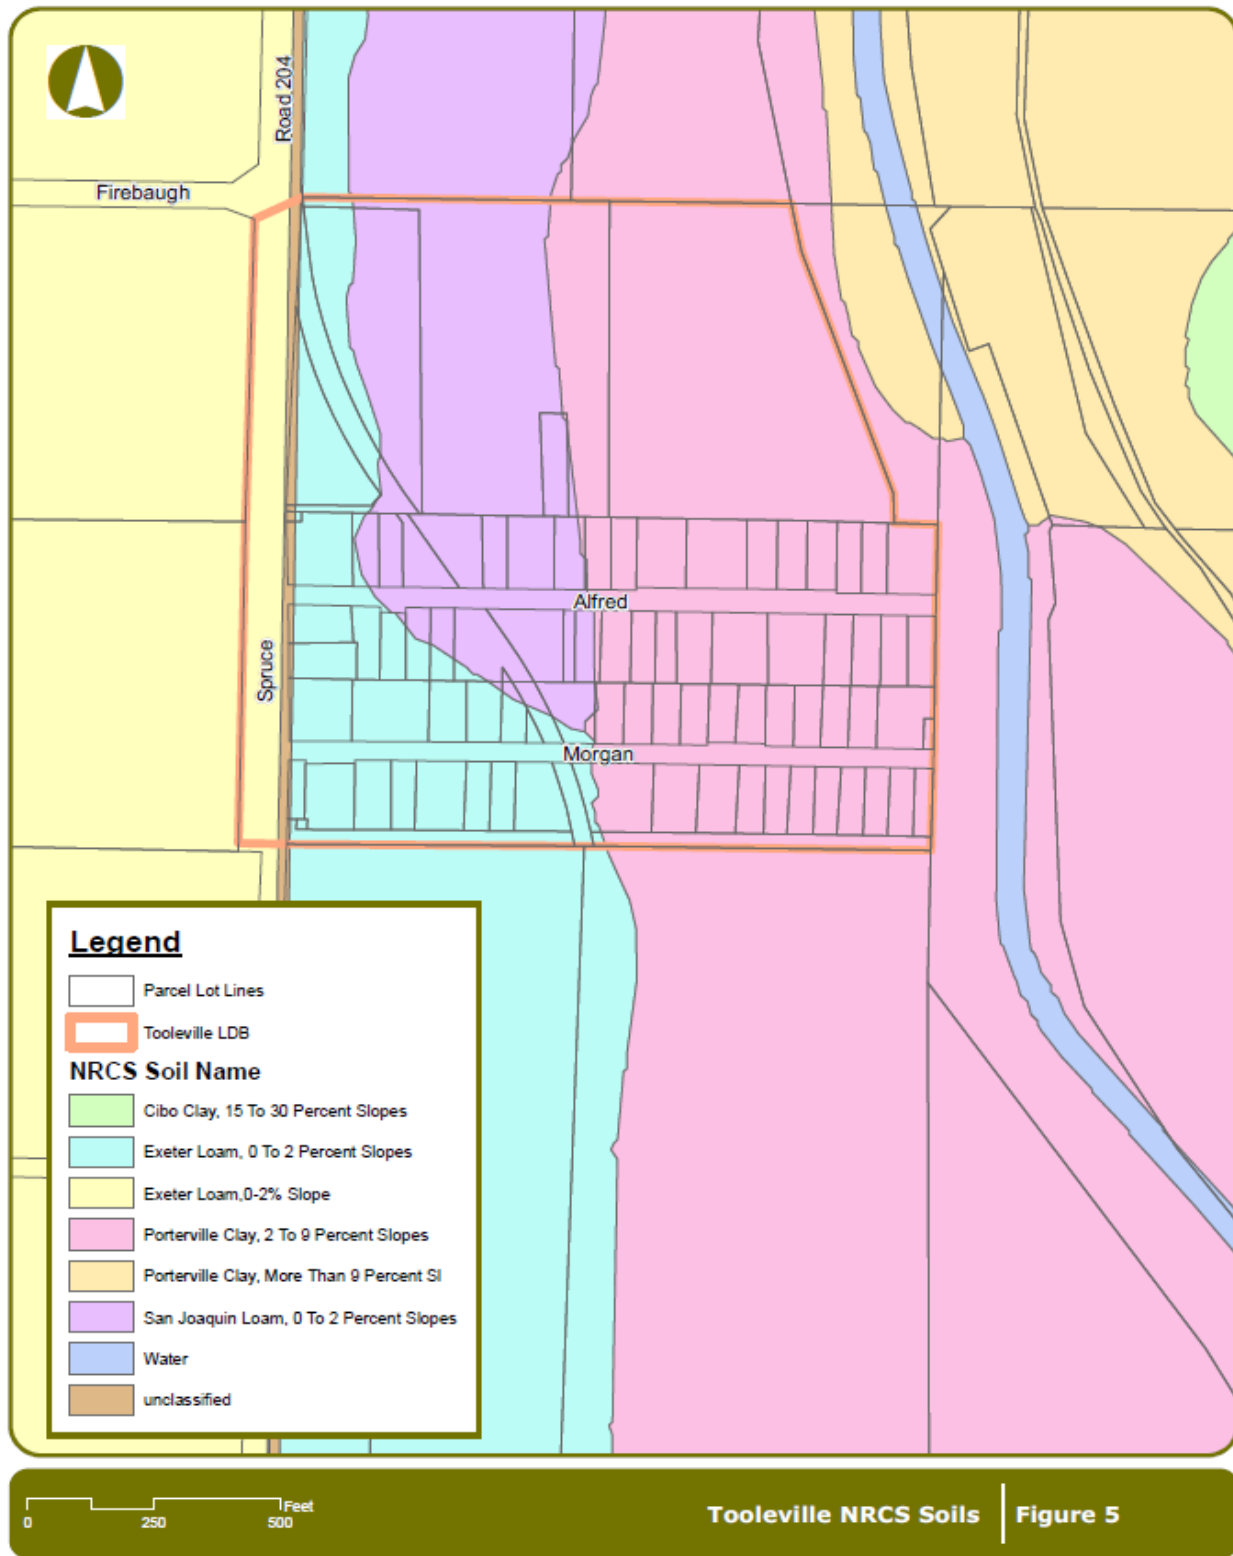 Road 204
Firebaugh
Alfred
Spruce
Morgan
Legend
Parcel Lot Lines
Tooleville LDB
NRCS Soil Name
Cibo Clay, 15 To 30 Percent Slopes
Exeter Loam, 0 To 2 Percent Slopes
Exeter Loam,0-2% Slope
Porterville Clay, 2 To 9 Percent Slopes
Porterville Clay, More Than 9 Percent Sl
San Joaquin Loam, 0 To 2 Percent Slopes
Water
unclassified
Feet
0 250 500
Tooleville NRCS Soils Figure 5